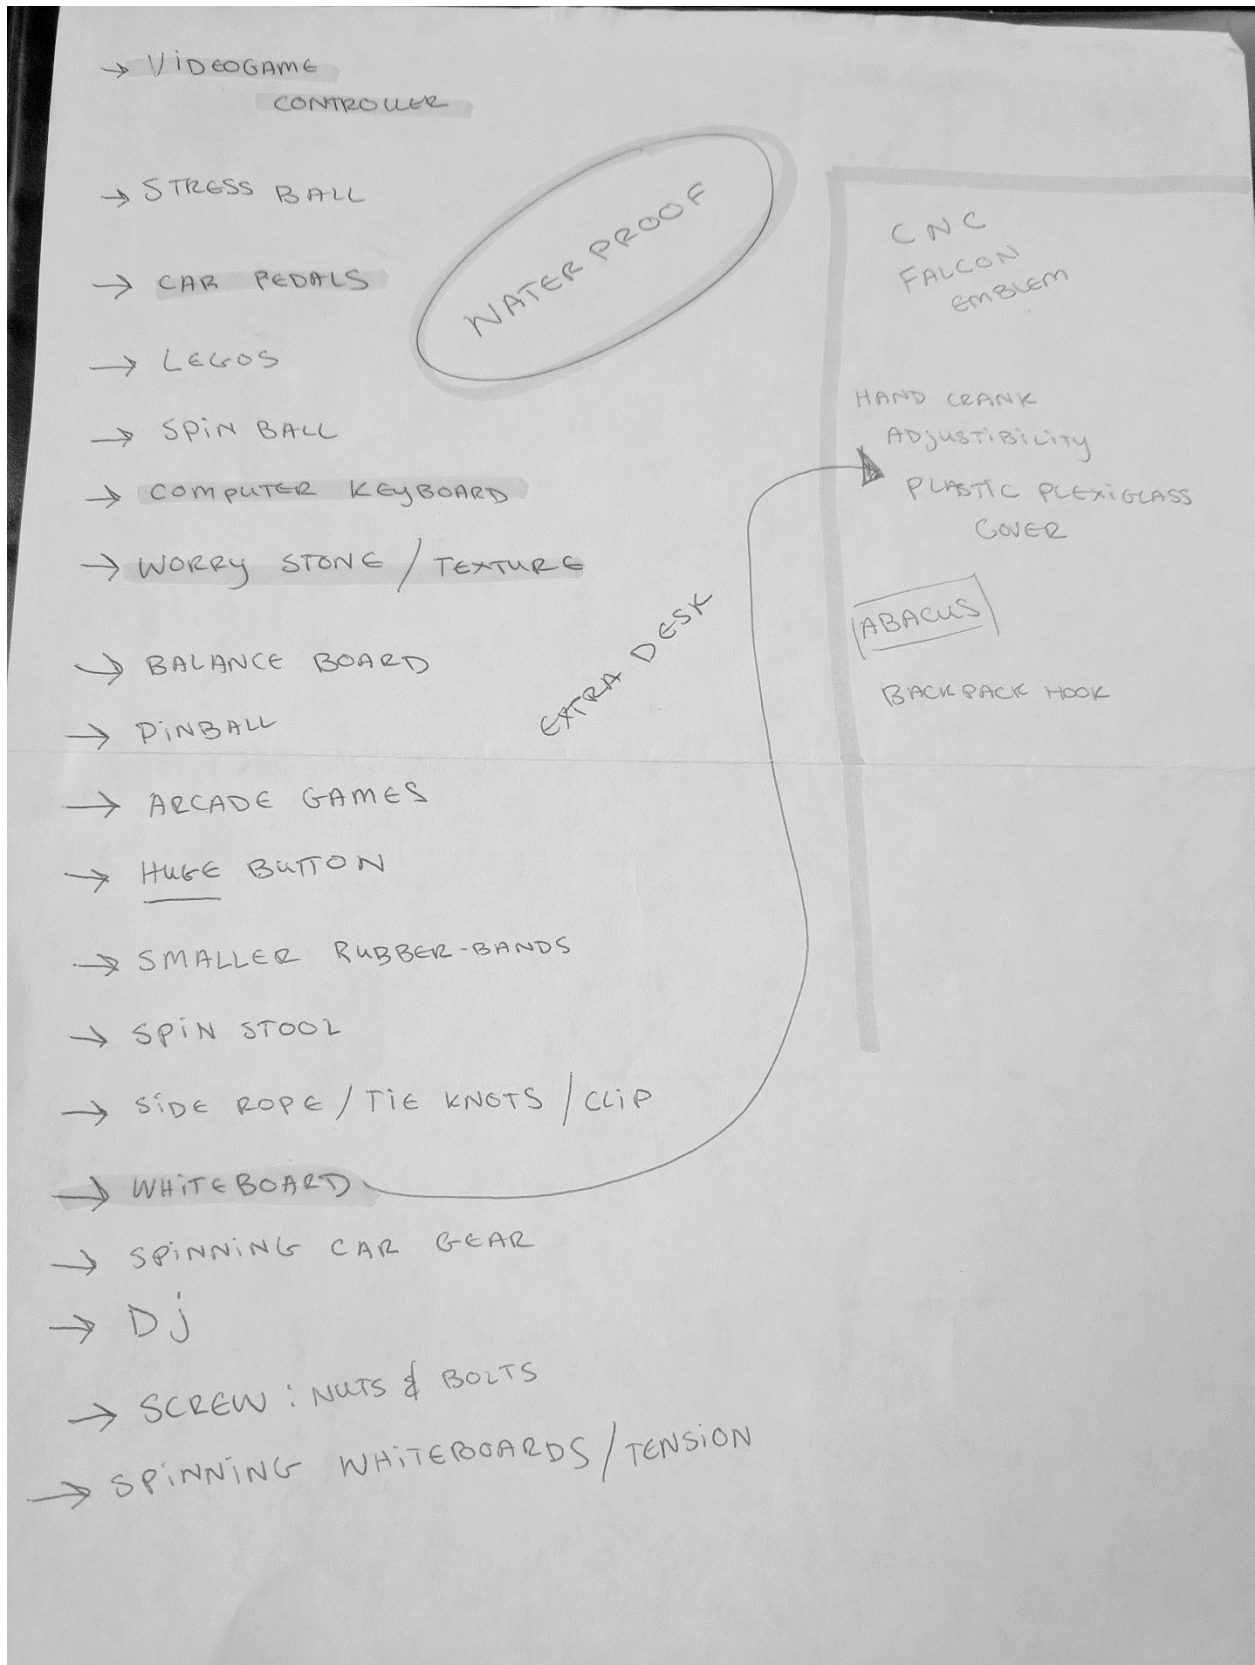 → VIDEOGAME
CONTROLLER
→ STRESS BALL
→ CAR PEDALS
→ LEGOS
→ SPIN BALL
→ COMPUTER KEYBOARD
→ WORRY STONE / TEXTURE
→ BALANCE BOARD
→ PINBALL
→ ARCADE GAMES
→ HUGE BUTTON
→ SMALLER RUBBER-BANDS
→ SPIN STOOL
→ SIDE ROPE / TIE KNOTS / CLIP
→ WHITEBOARD
→ SPINNING CAR GEAR
→ DJ
→ SCREW : NUTS & BOLTS
→ SPINNING WHITEBOARDS / TENSION
WATERPROOF
EXTRA DESK
CNC
FALCON
EMBLEM
HAND CRANK
ADJUSTIBILITY
PLASTIC PLEXIGLASS
COVER
ABACUS
BACKPACK HOOK